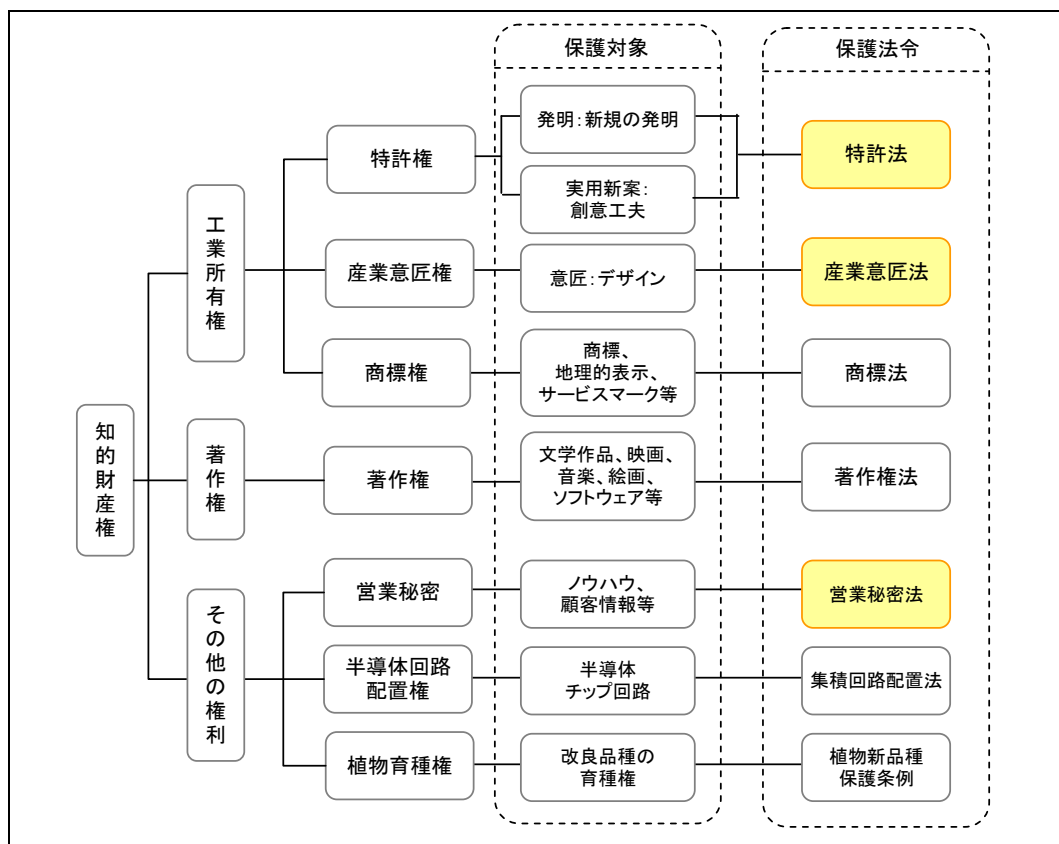 保護対象
保護法令
知的財産権
工業所有権
特許権
発明：新規の発明
実用新案：
創意工夫
特許法
産業意匠権
意匠：デザイン
産業意匠法
商標権
商標、
地理的表示、
サービスマーク等
商標法
著作権
著作権
文学作品、映画、
音楽、絵画、
ソフトウェア等
著作権法
その他の権利
営業秘密
ノウハウ、
顧客情報等
営業秘密法
半導体回路
配置権
半導体
チップ回路
集積回路配置法
植物育種権
改良品種の
育種権
植物新品種
保護条例